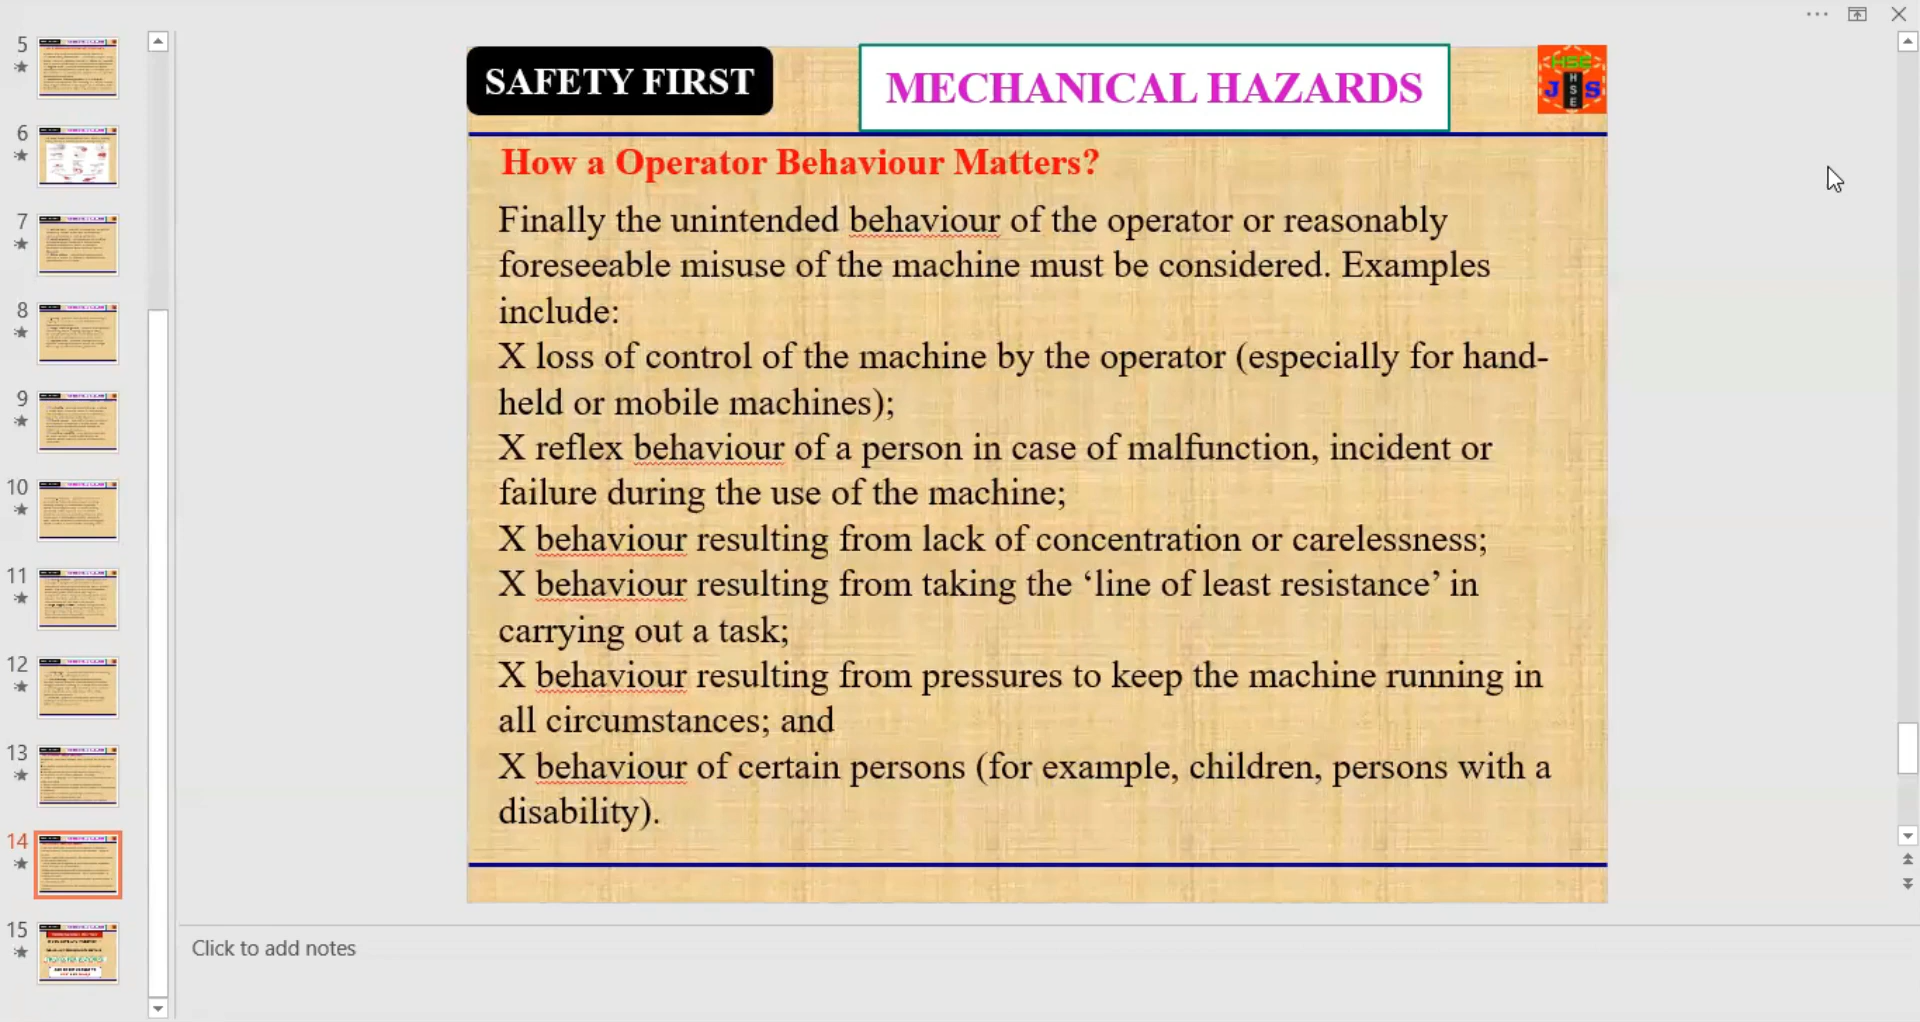 5
6
7
8
9
10
11
12
13
14
15
SAFETY FIRST
MECHANICAL HAZARDS
HSE
J HSE S
How a Operator Behaviour Matters?
Finally the unintended behaviour of the operator or reasonably
foreseeable misuse of the machine must be considered. Examples
include:
X loss of control of the machine by the operator (especially for hand-
held or mobile machines);
X reflex behaviour of a person in case of malfunction, incident or
failure during the use of the machine;
X behaviour resulting from lack of concentration or carelessness;
X behaviour resulting from taking the ‘line of least resistance’ in
carrying out a task;
X behaviour resulting from pressures to keep the machine running in
all circumstances; and
X behaviour of certain persons (for example, children, persons with a
disability).
Click to add notes